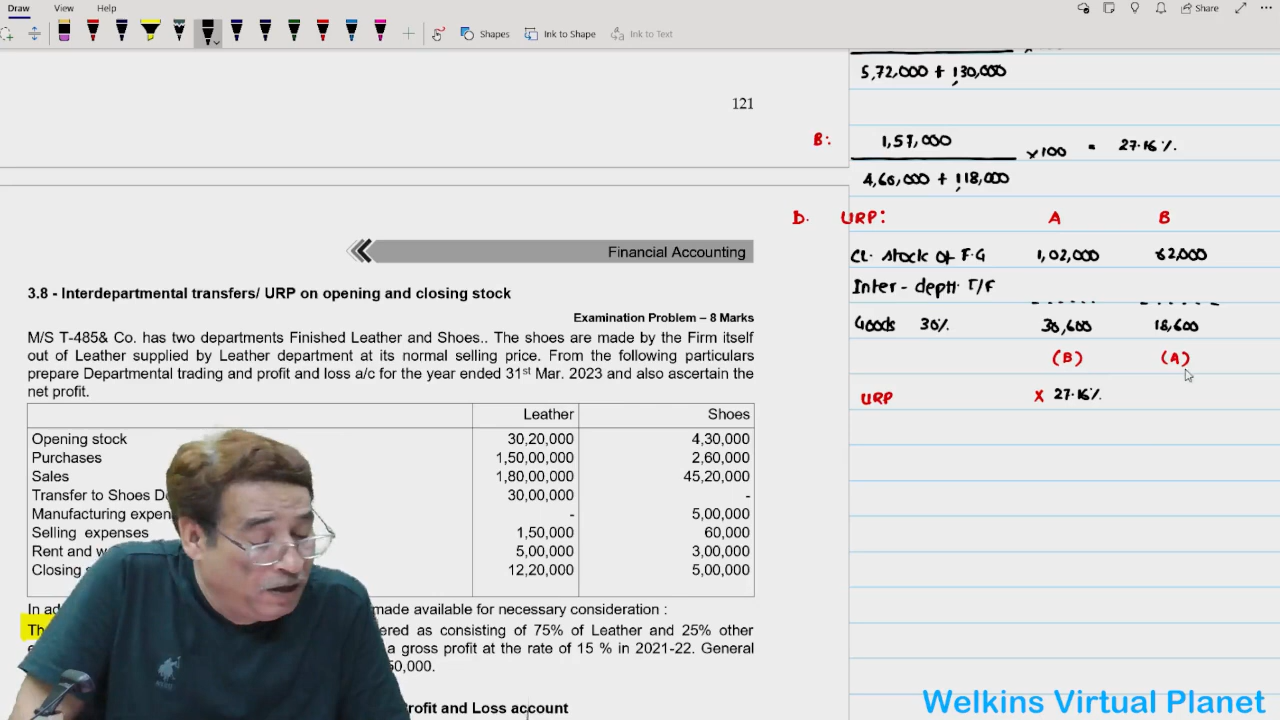 Draw View Help
Share
Shapes Ink to Shape Ink to Text
121
Financial Accounting
3.8 - Interdepartmental transfers/ URP on opening and closing stock
Examination Problem – 8 Marks
M/S T-485& Co. has two departments Finished Leather and Shoes.. The shoes are made by the Firm itself
out of Leather supplied by Leather department at its normal selling price. From the following particulars
prepare Departmental trading and profit and loss a/c for the year ended 31st Mar. 2023 and also ascertain the
net profit.
Leather Shoes
Opening stock 30,20,000 4,30,000
Purchases 1,50,00,000 2,60,000
Sales 1,80,00,000 45,20,000
Transfer to Shoes 30,00,000 -
Manufacturing - 5,00,000
Selling expenses 1,50,000 60,000
Rent and 5,00,000 3,00,000
Closing 12,20,000 5,00,000
In made available for necessary consideration :
as consisting of 75% of Leather and 25% other
a gross profit at the rate of 15 % in 2021-22. General
and Loss account
5,72,000 + 1,30,000
B: 1,57,000 x100 = 27.16%
4,60,000 + 1,18,000
D. URP: A B
Cl. stock of F.G 1,02,000 62,000
Inter-deptt. T/F
Goods 30% 30,600 18,600
(B) (A)
URP X 27.16%
Welkins Virtual Planet